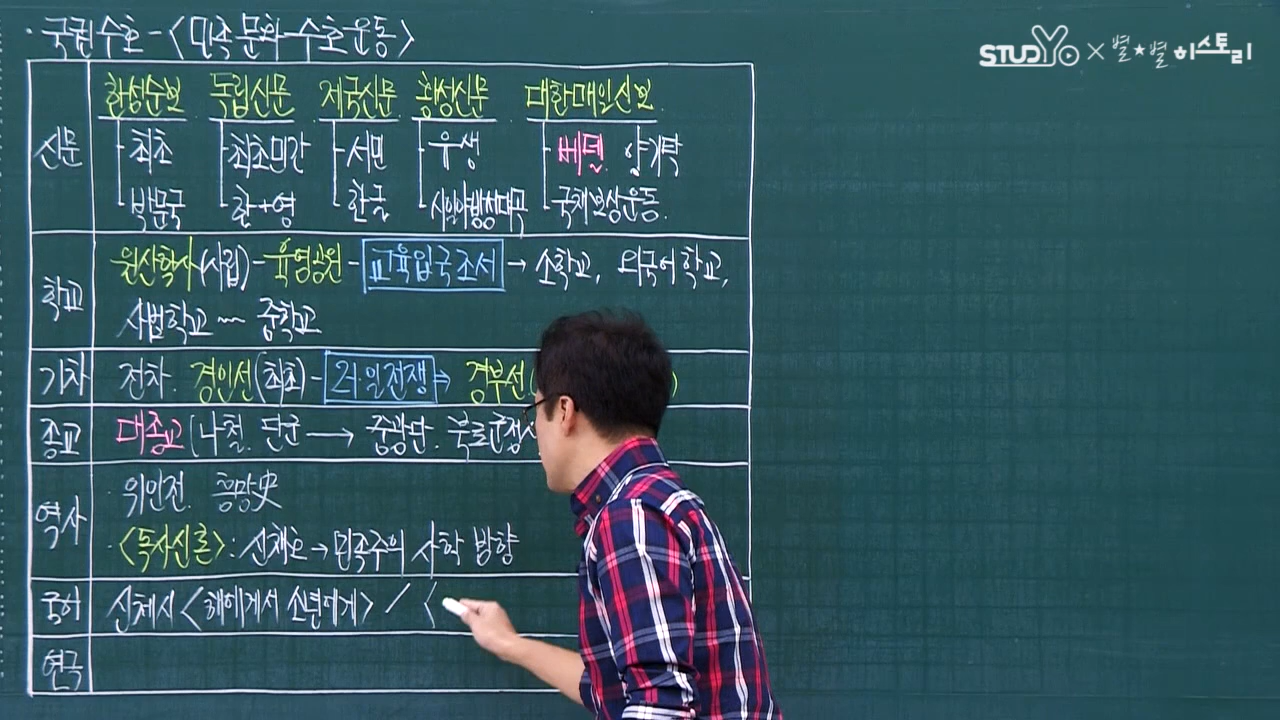 · 국권수호 - <민족 문화 수호 운동>
STUDYo × 별★별 히스토리
신문 한성순보 독립신문 제국신문 황성신문 대한매일신보
최초 최초민간 서민 유생 베델 양기탁
박문국 한+영 한글 시일야방성대곡 국채보상운동.
학교 원산학사(사립) - 육영공원 - 교육입국조서 → 소학교, 외국어학교,
사범학교 ~ 중학교
기차 전차. 경인선(최초) - 러·일전쟁 ⇒ 경부선( )
종교 대종교(나철. 단군 → 중광단. 북로군정서
역사 · 위인전. 흥망史
· <독사신론> : 신채호 → 민족주의 사학 방향
국어 신체시 <해에게서 소년에게> / <
연극